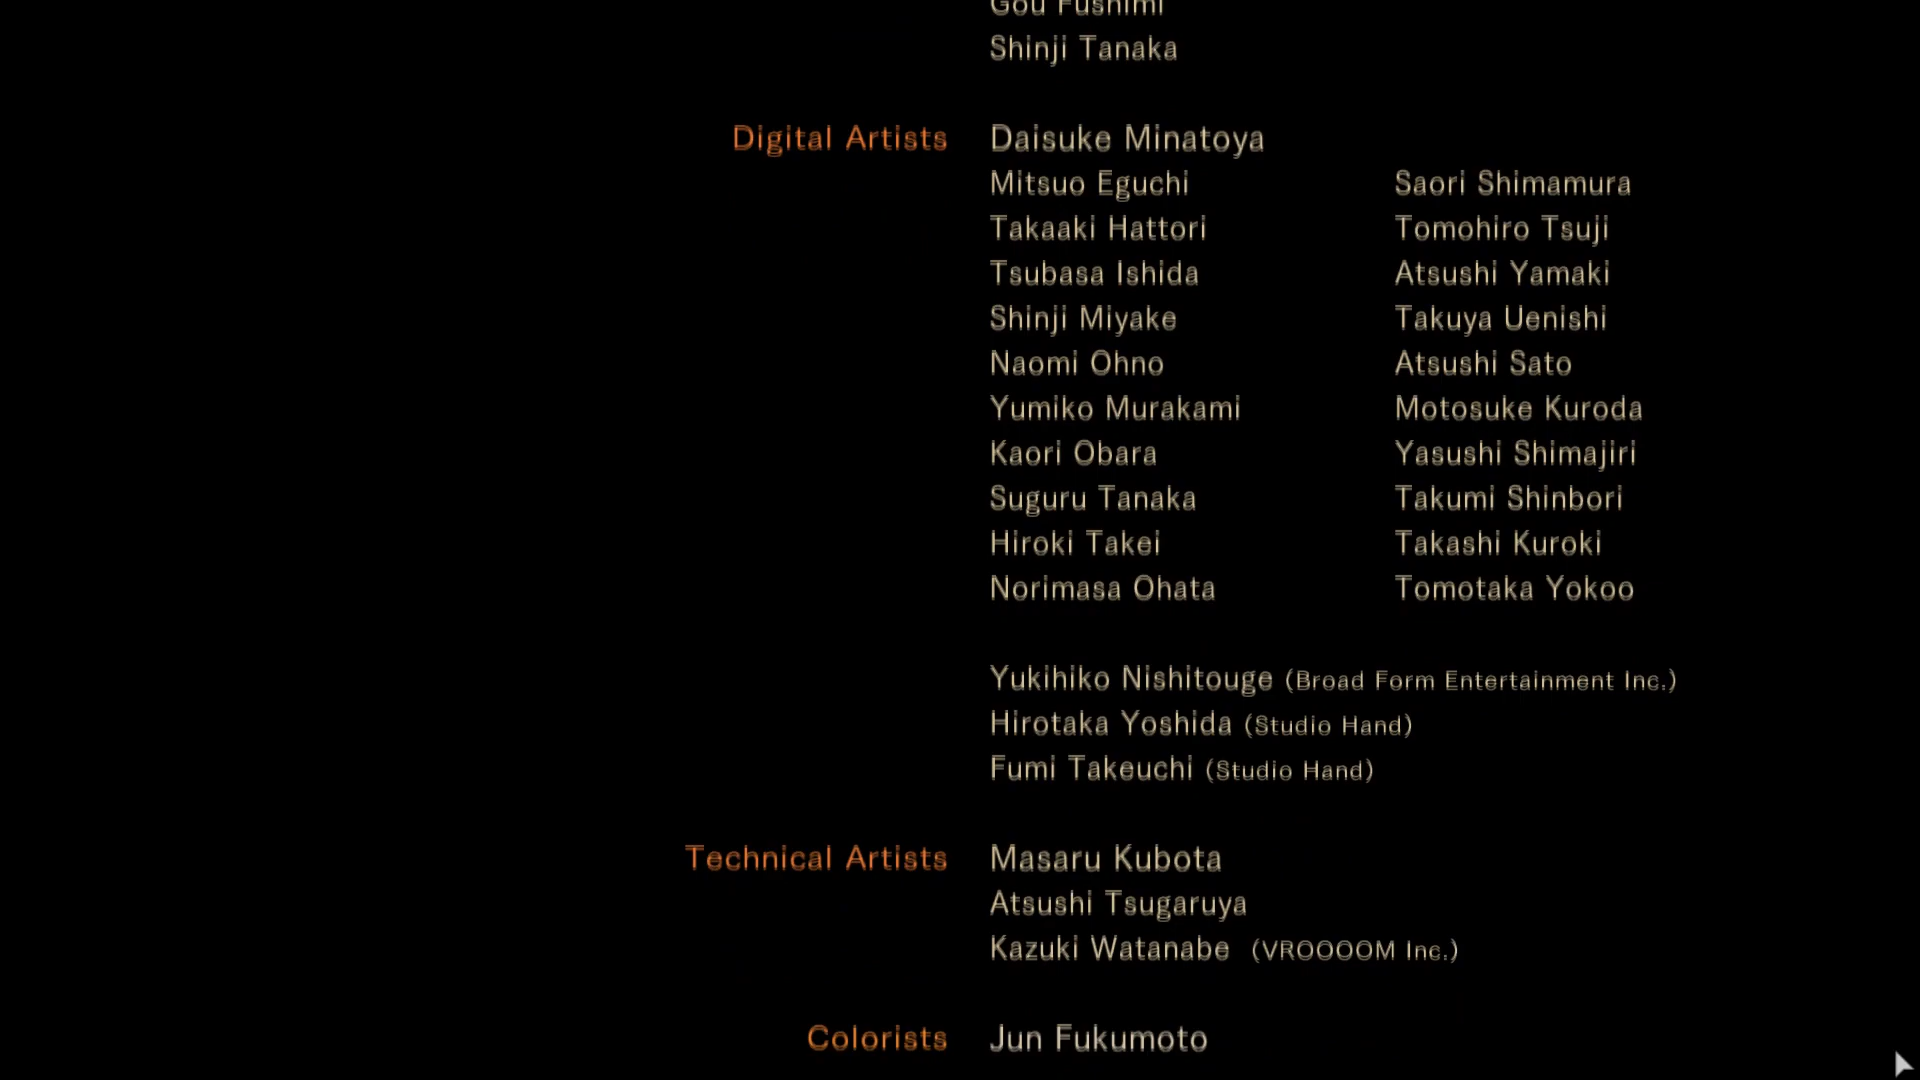 Gou Fushimi
Shinji Tanaka
Digital Artists Daisuke Minatoya
Mitsuo Eguchi Saori Shimamura
Takaaki Hattori Tomohiro Tsuji
Tsubasa Ishida Atsushi Yamaki
Shinji Miyake Takuya Uenishi
Naomi Ohno Atsushi Sato
Yumiko Murakami Motosuke Kuroda
Kaori Obara Yasushi Shimajiri
Suguru Tanaka Takumi Shinbori
Hiroki Takei Takashi Kuroki
Norimasa Ohata Tomotaka Yokoo
Yukihiko Nishitouge (Broad Form Entertainment Inc.)
Hirotaka Yoshida (Studio Hand)
Fumi Takeuchi (Studio Hand)
Technical Artists Masaru Kubota
Atsushi Tsugaruya
Kazuki Watanabe (VROOOOM Inc.)
Colorists Jun Fukumoto